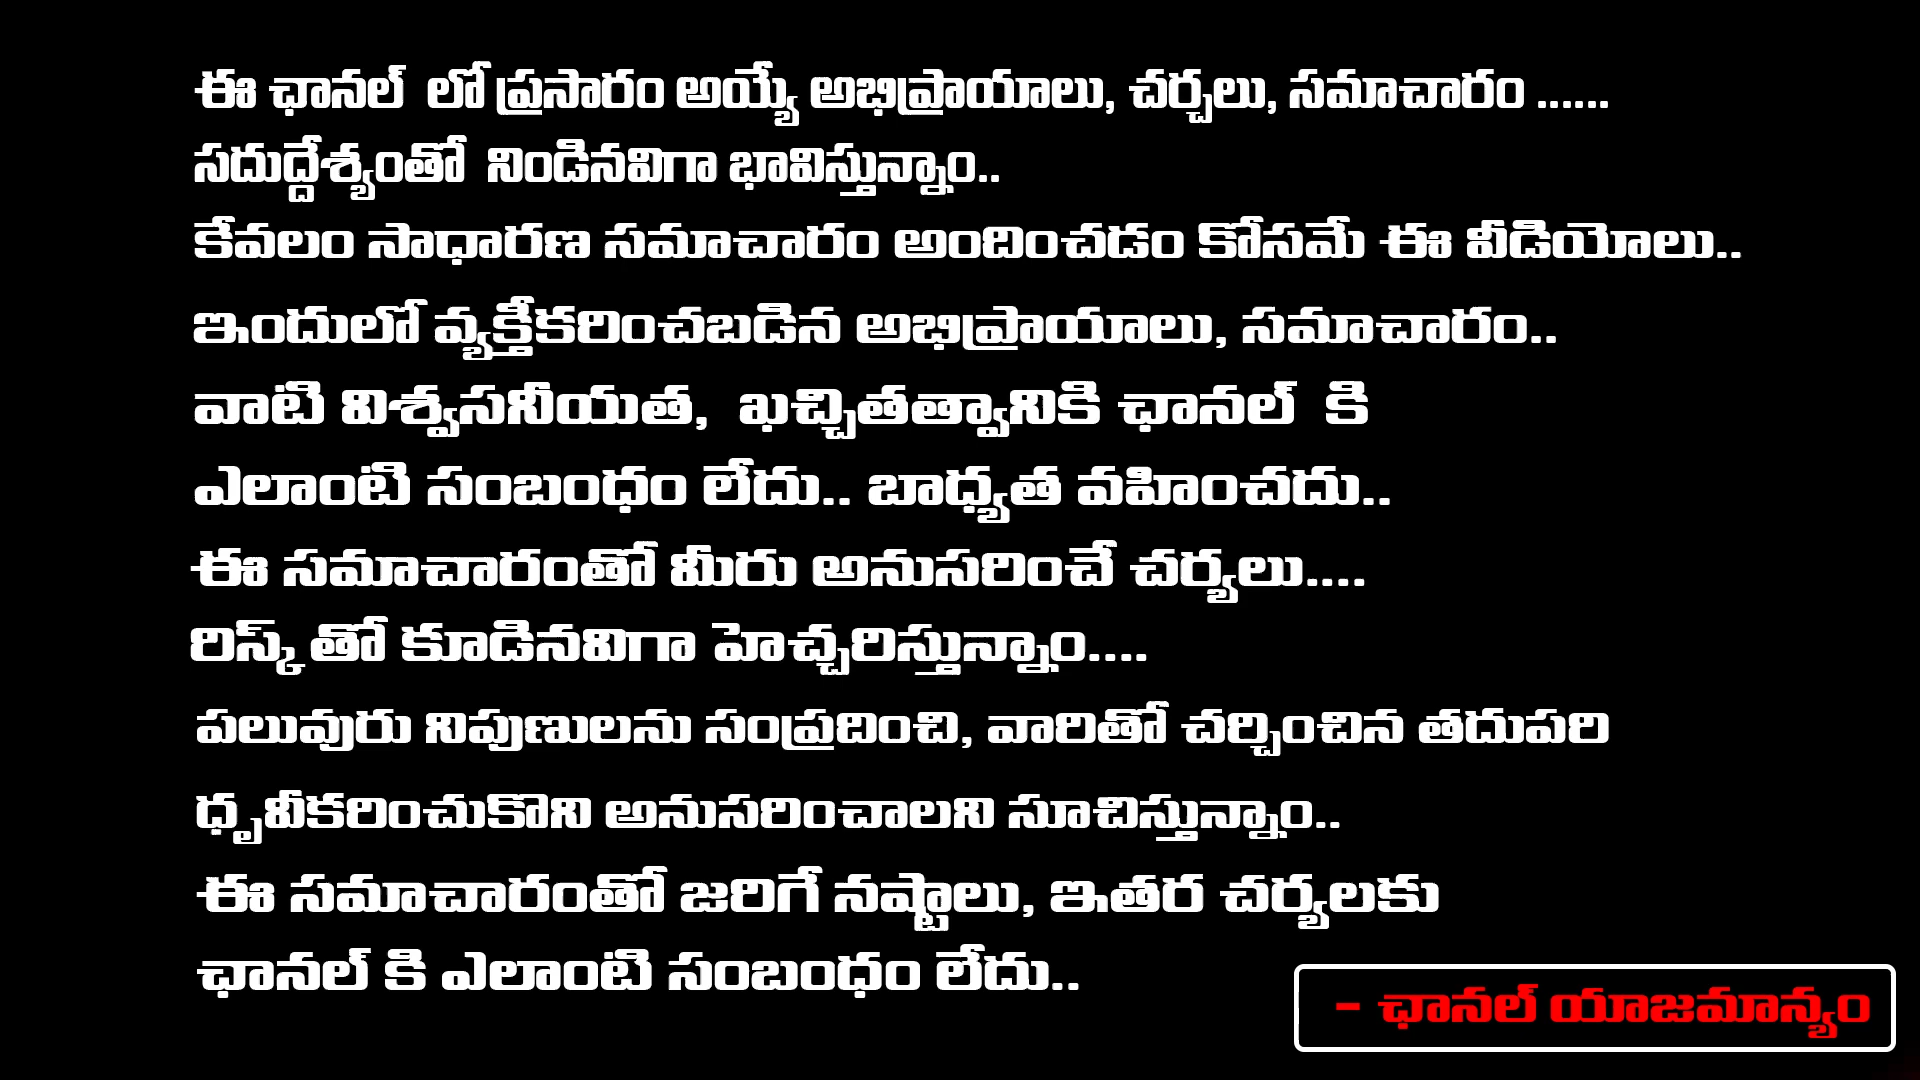 ఈ ఛానల్ లో ప్రసారం అయ్యే అభిప్రాయాలు, చర్చలు, సమాచారం ......
సదుద్దేశ్యంతో నిండినవిగా భావిస్తున్నాం..
కేవలం సాధారణ సమాచారం అందించడం కోసమే ఈ వీడియోలు..
ఇందులో వ్యక్తీకరించబడిన అభిప్రాయాలు, సమాచారం..
వాటి విశ్వసనీయత, ఖచ్చితత్వానికి ఛానల్ కి
ఎలాంటి సంబంధం లేదు.. బాధ్యత వహించదు..
ఈ సమాచారంతో మీరు అనుసరించే చర్యలు....
రిస్క్ తో కూడినవిగా హెచ్చరిస్తున్నాం....
పలువురు నిపుణులను సంప్రదించి, వారితో చర్చించిన తదుపరి
ధృవీకరించుకొని అనుసరించాలని సూచిస్తున్నాం..
ఈ సమాచారంతో జరిగే నష్టాలు, ఇతర చర్యలకు
ఛానల్ కి ఎలాంటి సంబంధం లేదు..
- ఛానల్ యాజమాన్యం